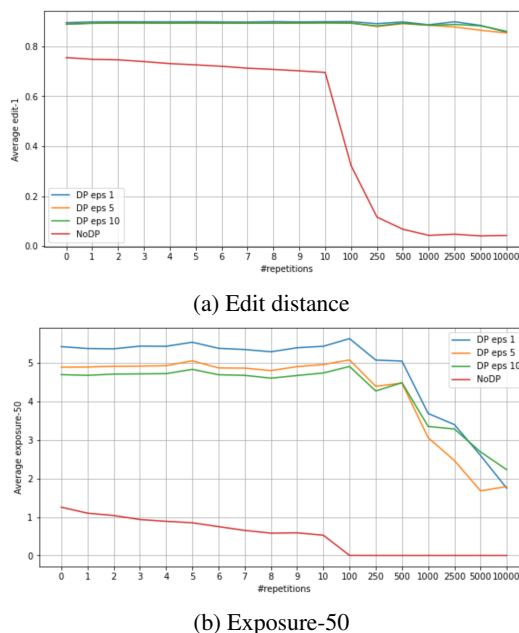 Average edit-1
0.8
0.6
0.4
0.2
0.0
DP eps 1
DP eps 5
DP eps 10
NoDP
0 1 2 3 4 5 6 7 8 9 10 100 250 500 1000 2500 5000 10000
#repetitions
(a) Edit distance
Average exposure-50
5
4
3
2
1
0
DP eps 1
DP eps 5
DP eps 10
NoDP
0 1 2 3 4 5 6 7 8 9 10 100 250 500 1000 2500 5000 10000
#repetitions
(b) Exposure-50